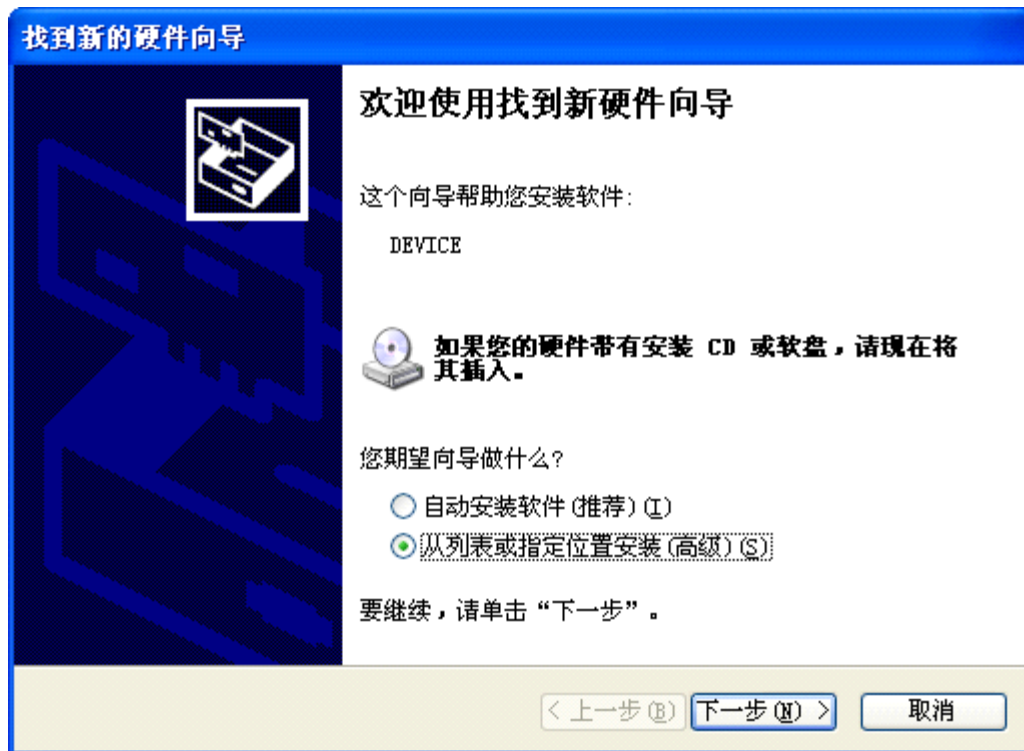 找到新的硬件向导
欢迎使用找到新硬件向导
这个向导帮助您安装软件:
DEVICE
如果您的硬件带有安装 CD 或软盘，请现在将
其插入。
您期望向导做什么?
自动安装软件(推荐)(I)
从列表或指定位置安装(高级)(S)
要继续，请单击“下一步”。
< 上一步(B) 下一步(N) > 取消